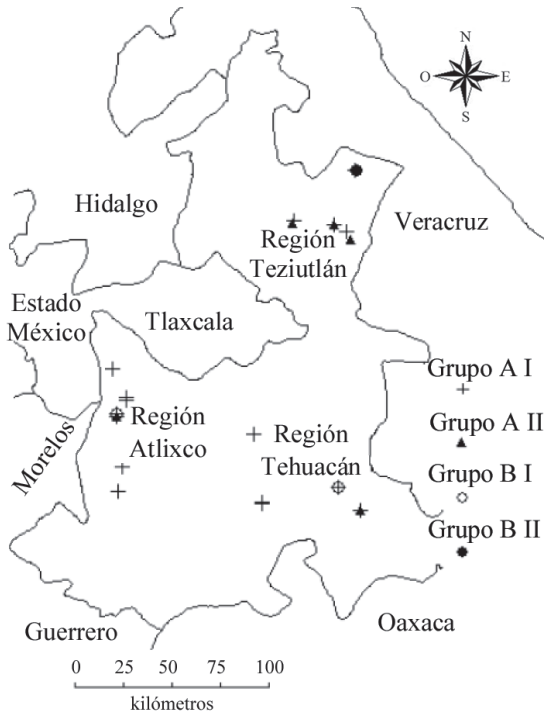 N
O E
S
Hidalgo
Veracruz
Región
Teziutlán
Estado
México
Tlaxcala
Grupo A I
Región
Atlixco
Región
Tehuacán
Grupo A II
Morelos
Grupo B I
Grupo B II
Guerrero
Oaxaca
0 25 50 100
kilómetros